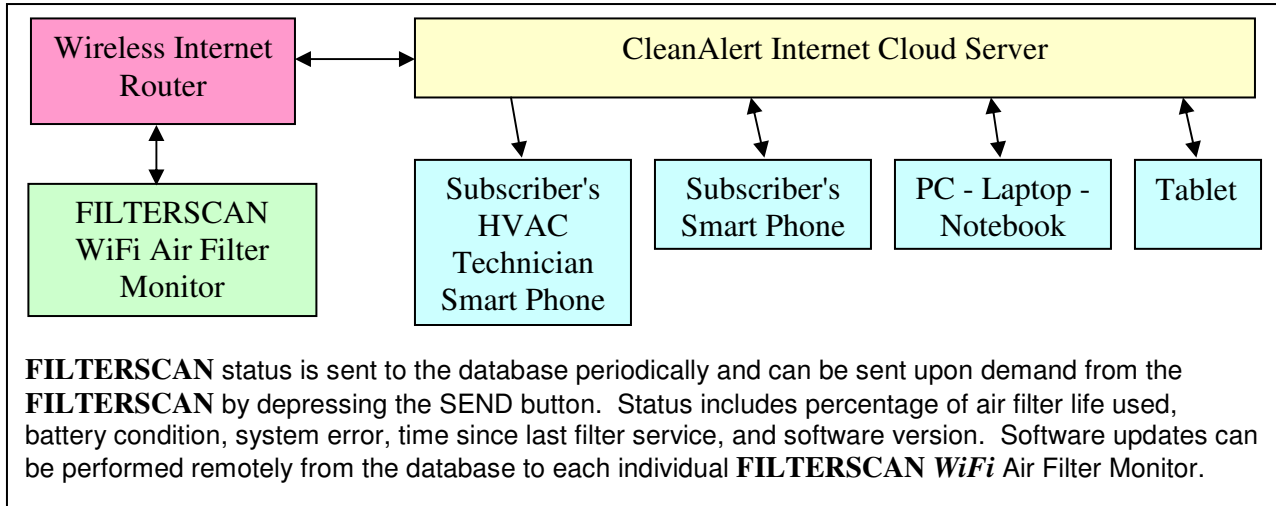 Wireless Internet
Router
CleanAlert Internet Cloud Server
FILTERSCAN
WiFi Air Filter
Monitor
Subscriber's
HVAC
Technician
Smart Phone
Subscriber's
Smart Phone
PC - Laptop -
Notebook
Tablet
FILTERSCAN status is sent to the database periodically and can be sent upon demand from the
FILTERSCAN by depressing the SEND button. Status includes percentage of air filter life used,
battery condition, system error, time since last filter service, and software version. Software updates can
be performed remotely from the database to each individual FILTERSCAN WiFi Air Filter Monitor.